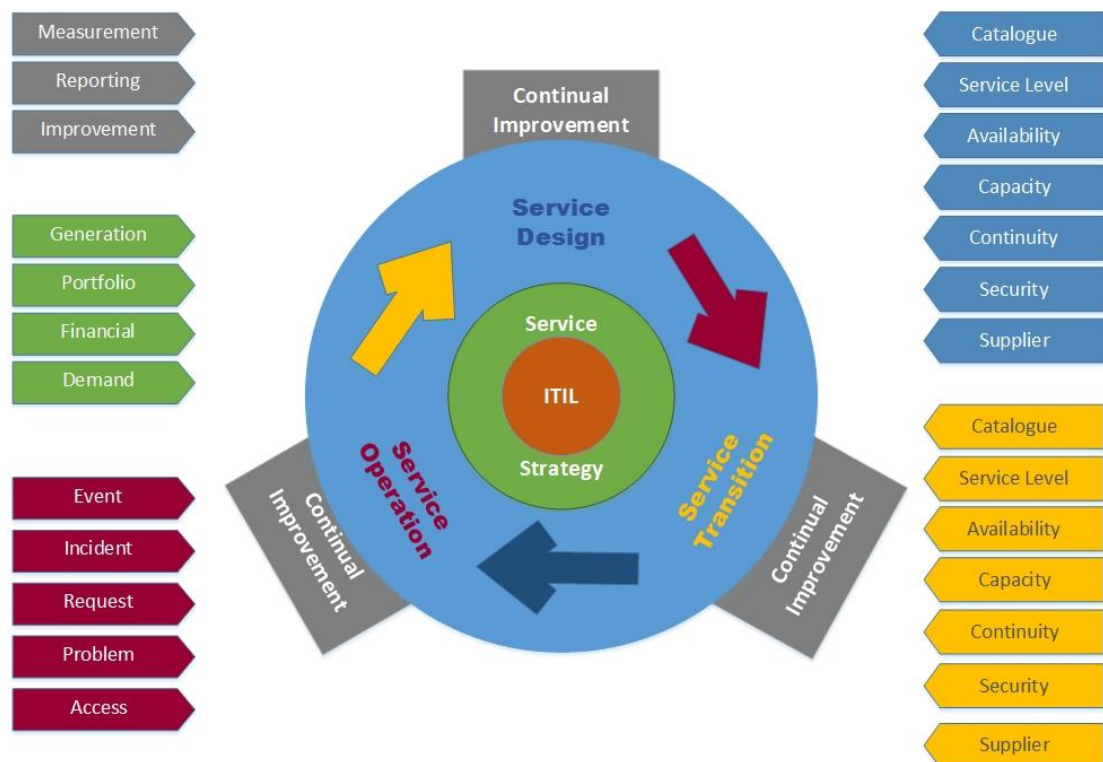 Measurement
Reporting
Improvement
Generation
Portfolio
Financial
Demand
Event
Incident
Request
Problem
Access
Continual
Improvement
Service
Design
Service
ITIL
Strategy
Service
Transition
Service
Operation
Continual
Improvement
Continual
Improvement
Catalogue
Service Level
Availability
Capacity
Continuity
Security
Supplier
Catalogue
Service Level
Availability
Capacity
Continuity
Security
Supplier